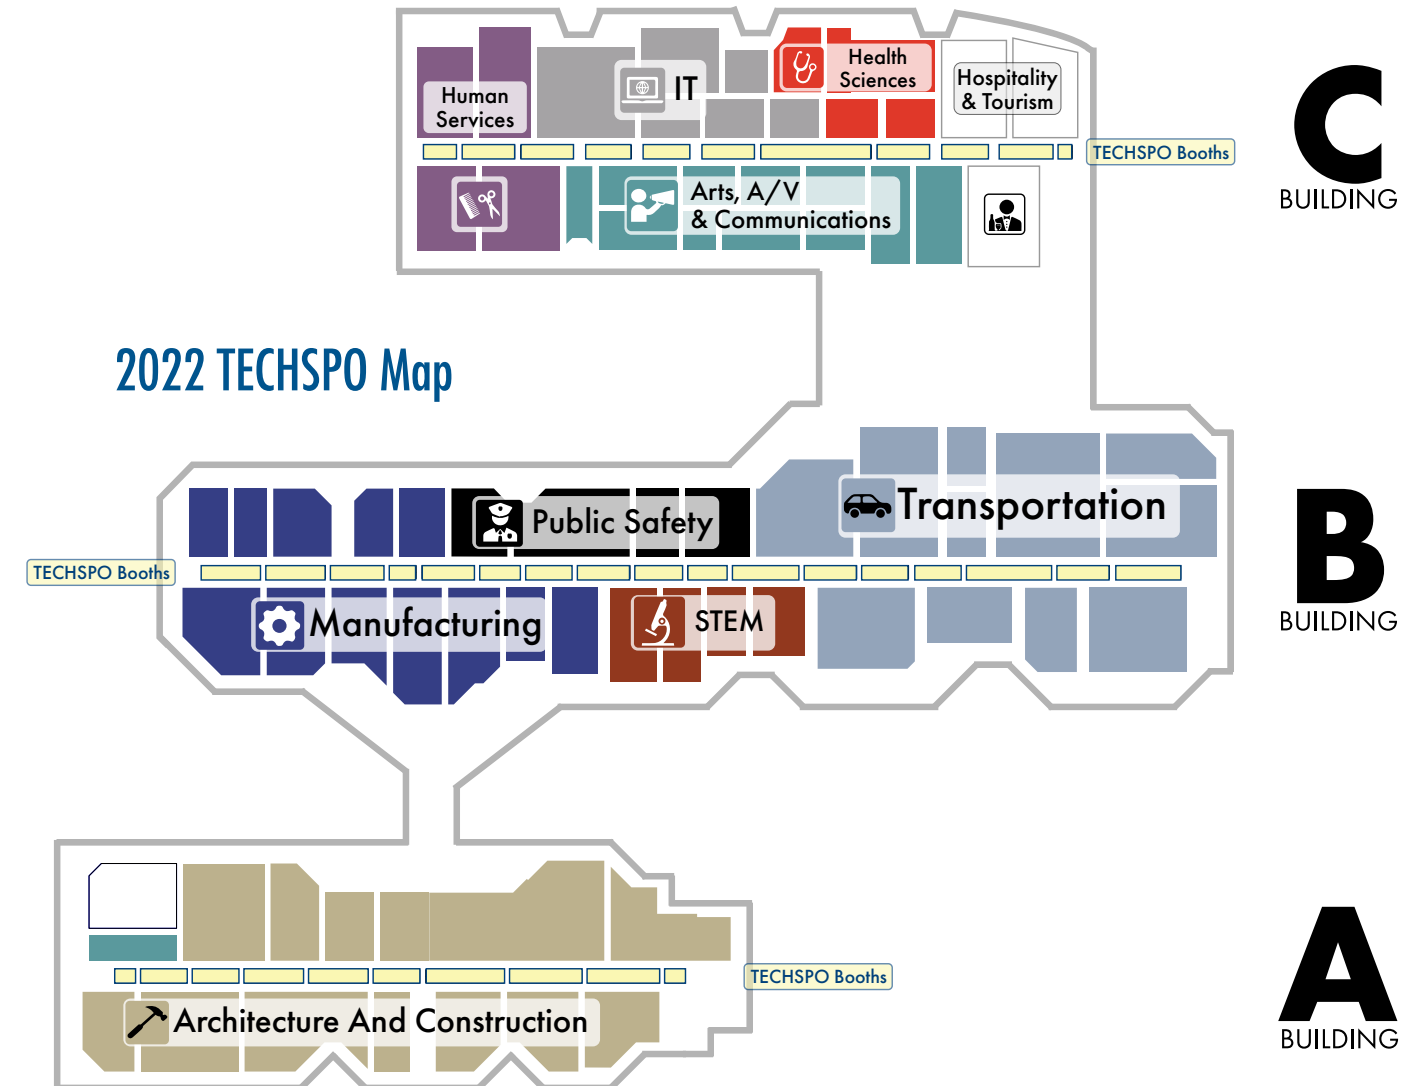 Human
Services
IT
Health
Sciences
Hospitality
& Tourism
TECHSPO Booths
C
BUILDING
Arts, A/V
& Communications
2022 TECHSPO Map
Public Safety
Transportation
TECHSPO Booths
B
BUILDING
Manufacturing
STEM
TECHSPO Booths
A
BUILDING
Architecture And Construction